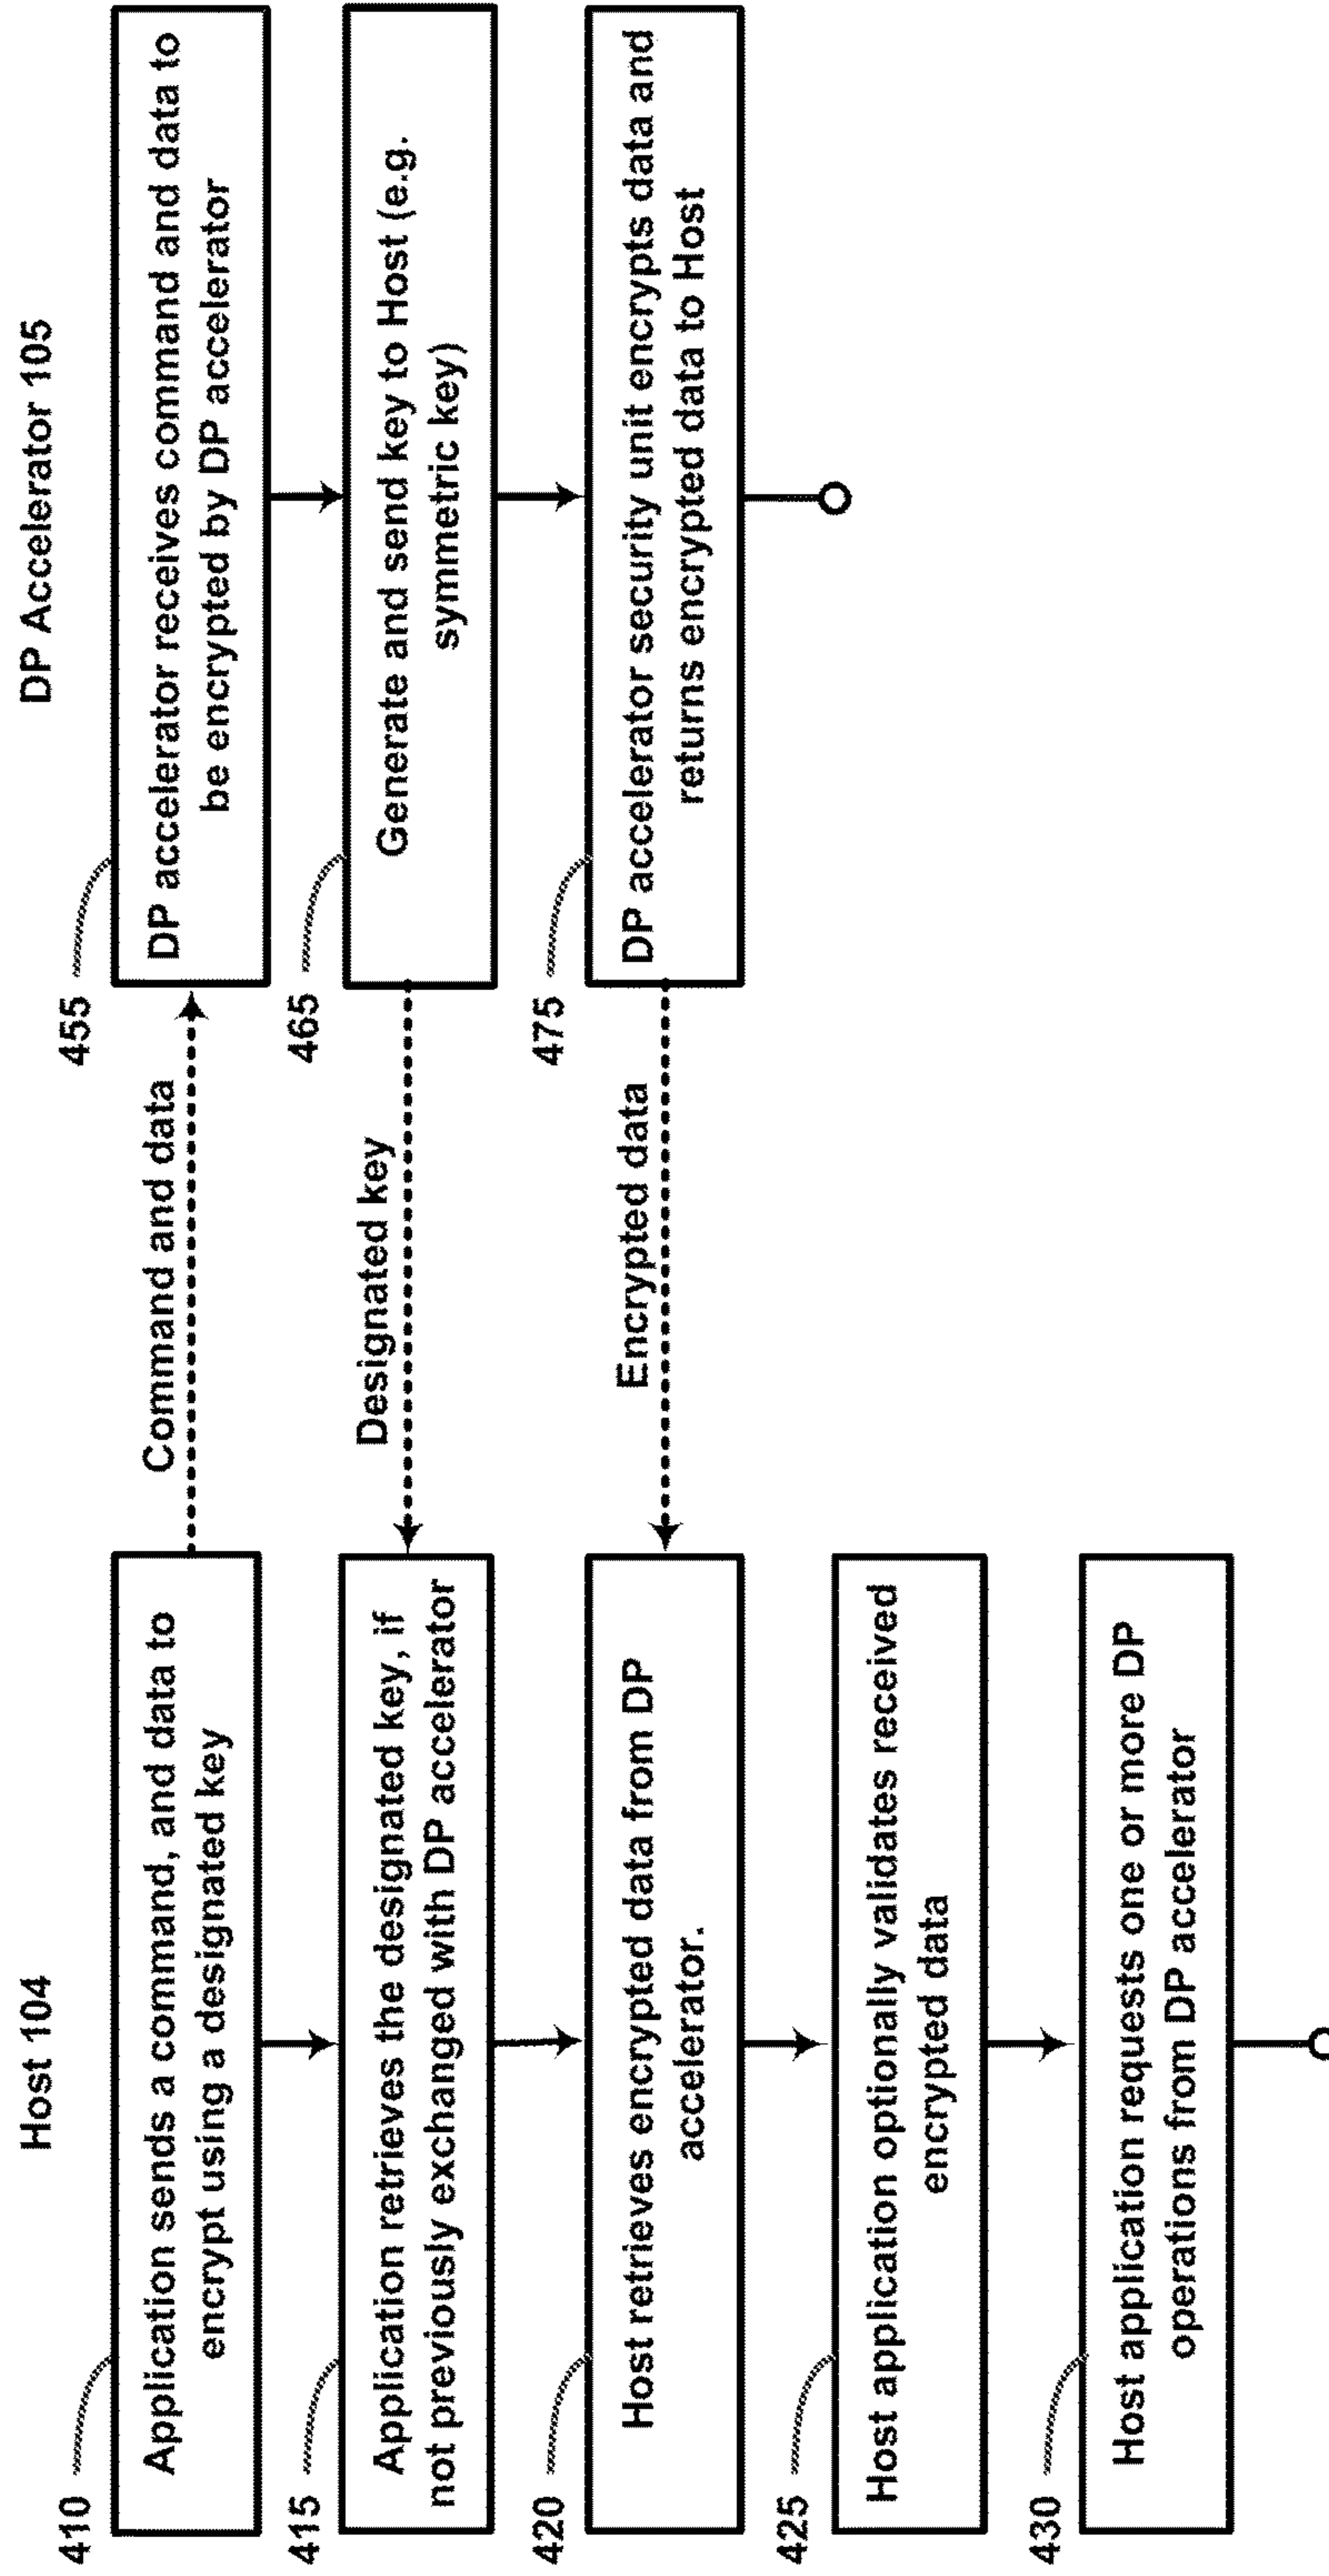 Host 104
410
Application sends a command, and data to
encrypt using a designated key
415
Application retrieves the designated key, if
not previously exchanged with DP accelerator
420
Host retrieves encrypted data from DP
accelerator.
425
Host application optionally validates received
encrypted data
430
Host application requests one or more DP
operations from DP accelerator
Command and data
Designated key
Encrypted data
DP Accelerator 105
455
DP accelerator receives command and data to
be encrypted by DP accelerator
465
Generate and send key to Host (e.g.
symmetric key)
475
DP accelerator security unit encrypts data and
returns encrypted data to Host